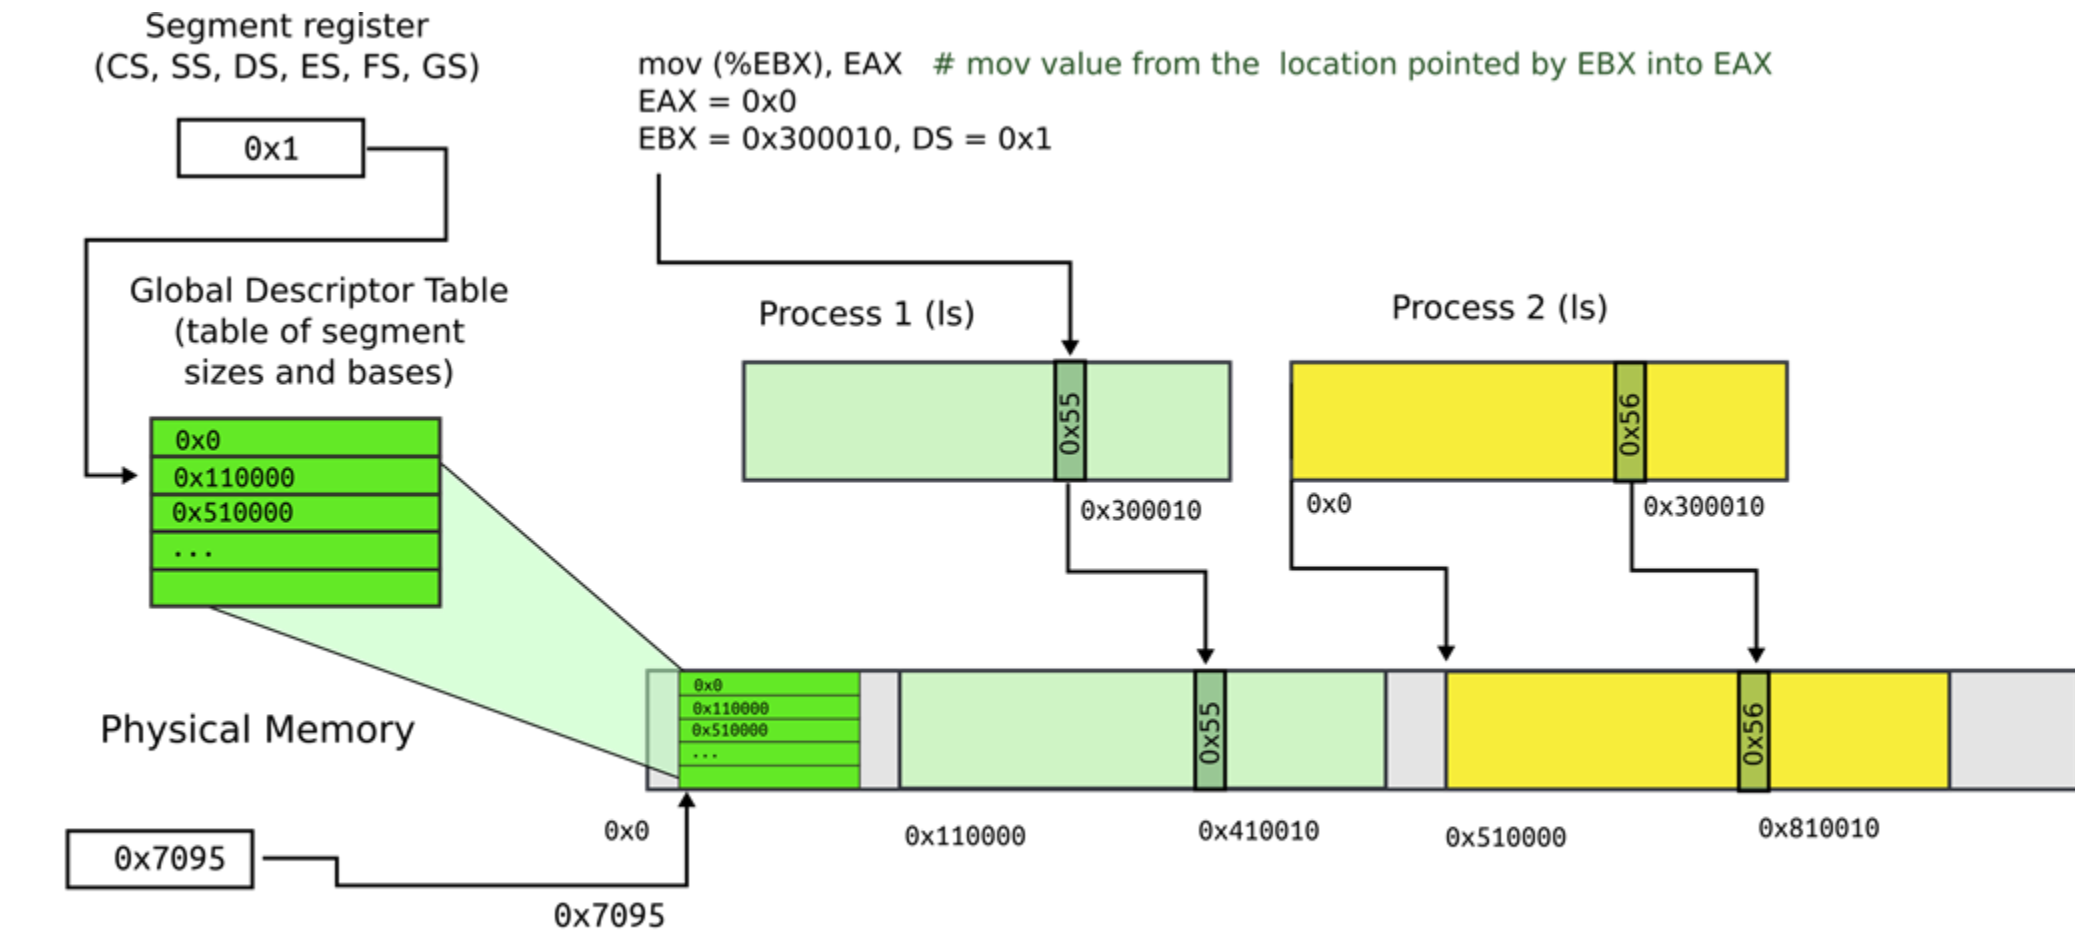 Segment register
(CS, SS, DS, ES, FS, GS)
0x1
mov (%EBX), EAX # mov value from the location pointed by EBX into EAX
EAX = 0x0
EBX = 0x300010, DS = 0x1
Global Descriptor Table
(table of segment
sizes and bases)
0x0
0x110000
0x510000
...
Process 1 (ls)
0x55
0x300010
Process 2 (ls)
0x56
0x0
0x300010
Physical Memory
0x0
0x110000
0x510000
...
0x55
0x56
0x0
0x110000
0x410010
0x510000
0x810010
0x7095
0x7095